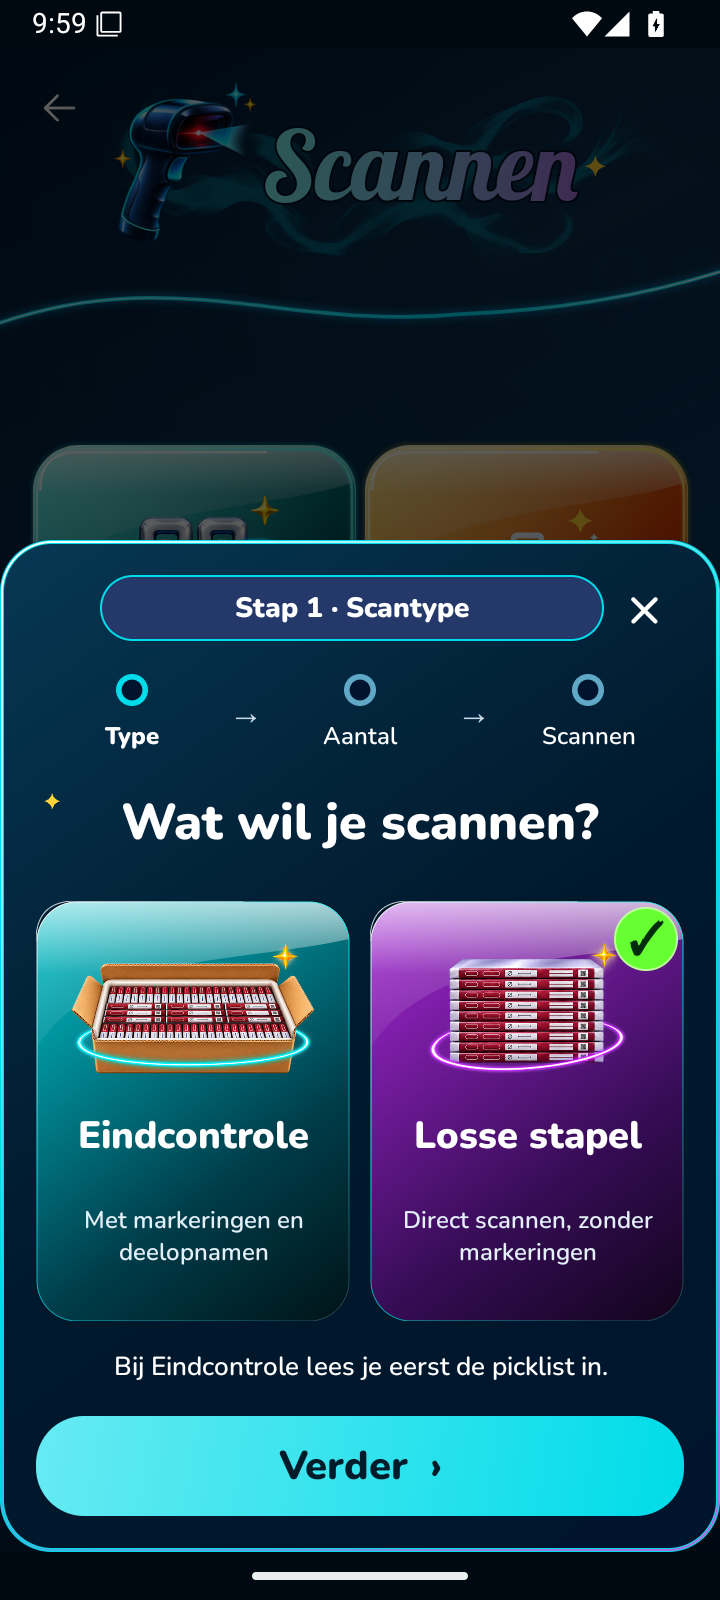 9:59
Scannen
Stap 1 · Scantype
Type → Aantal → Scannen
Wat wil je scannen?
Eindcontrole
Met markeringen en
deelopnamen
Losse stapel
Direct scannen, zonder
markeringen
Bij Eindcontrole lees je eerst de picklist in.
Verder ›